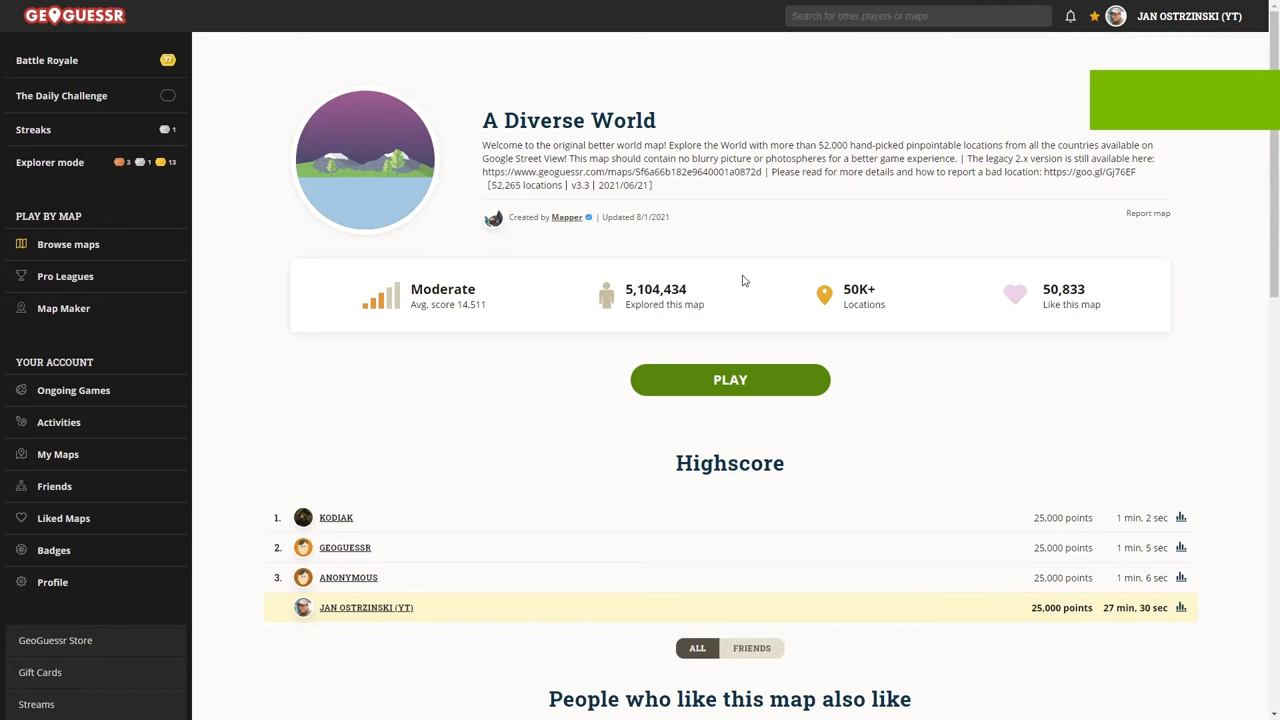 GEOGUESSR
Search for other players or maps
JAN OSTRZINSKI (YT)
Battle Royale
77
The Daily Challenge
Streaks
1
Explorer mode
3 1 13
PLAY BY MAP
Browse maps
Pro Leagues
Map Maker
YOUR ACCOUNT
Ongoing Games
Activities
My Maps
Friends
Liked Maps
Badges
Profile
GeoGuessr Store
Gift Cards
Streams
A Diverse World
Welcome to the original better world map! Explore the World with more than 52,000 hand-picked pinpointable locations from all the countries available on
Google Street View! This map should contain no blurry picture or photospheres for a better game experience. | The legacy 2.x version is still available here:
https://www.geoguessr.com/maps/5f6a66b182e9640001a0872d | Please read for more details and how to report a bad location: https://goo.gl/Gj76EF
[52,265 locations | v3.3 | 2021/06/21]
Created by Mapper | Updated 8/1/2021
Report map
Moderate
Avg. score 14,511
5,104,434
Explored this map
50K+
Locations
50,833
Like this map
PLAY
Highscore
1. KODIAK 25,000 points 1 min, 2 sec
2. GEOGUESSR 25,000 points 1 min, 5 sec
3. ANONYMOUS 25,000 points 1 min, 6 sec
JAN OSTRZINSKI (YT) 25,000 points 27 min, 30 sec
ALL FRIENDS
People who like this map also like